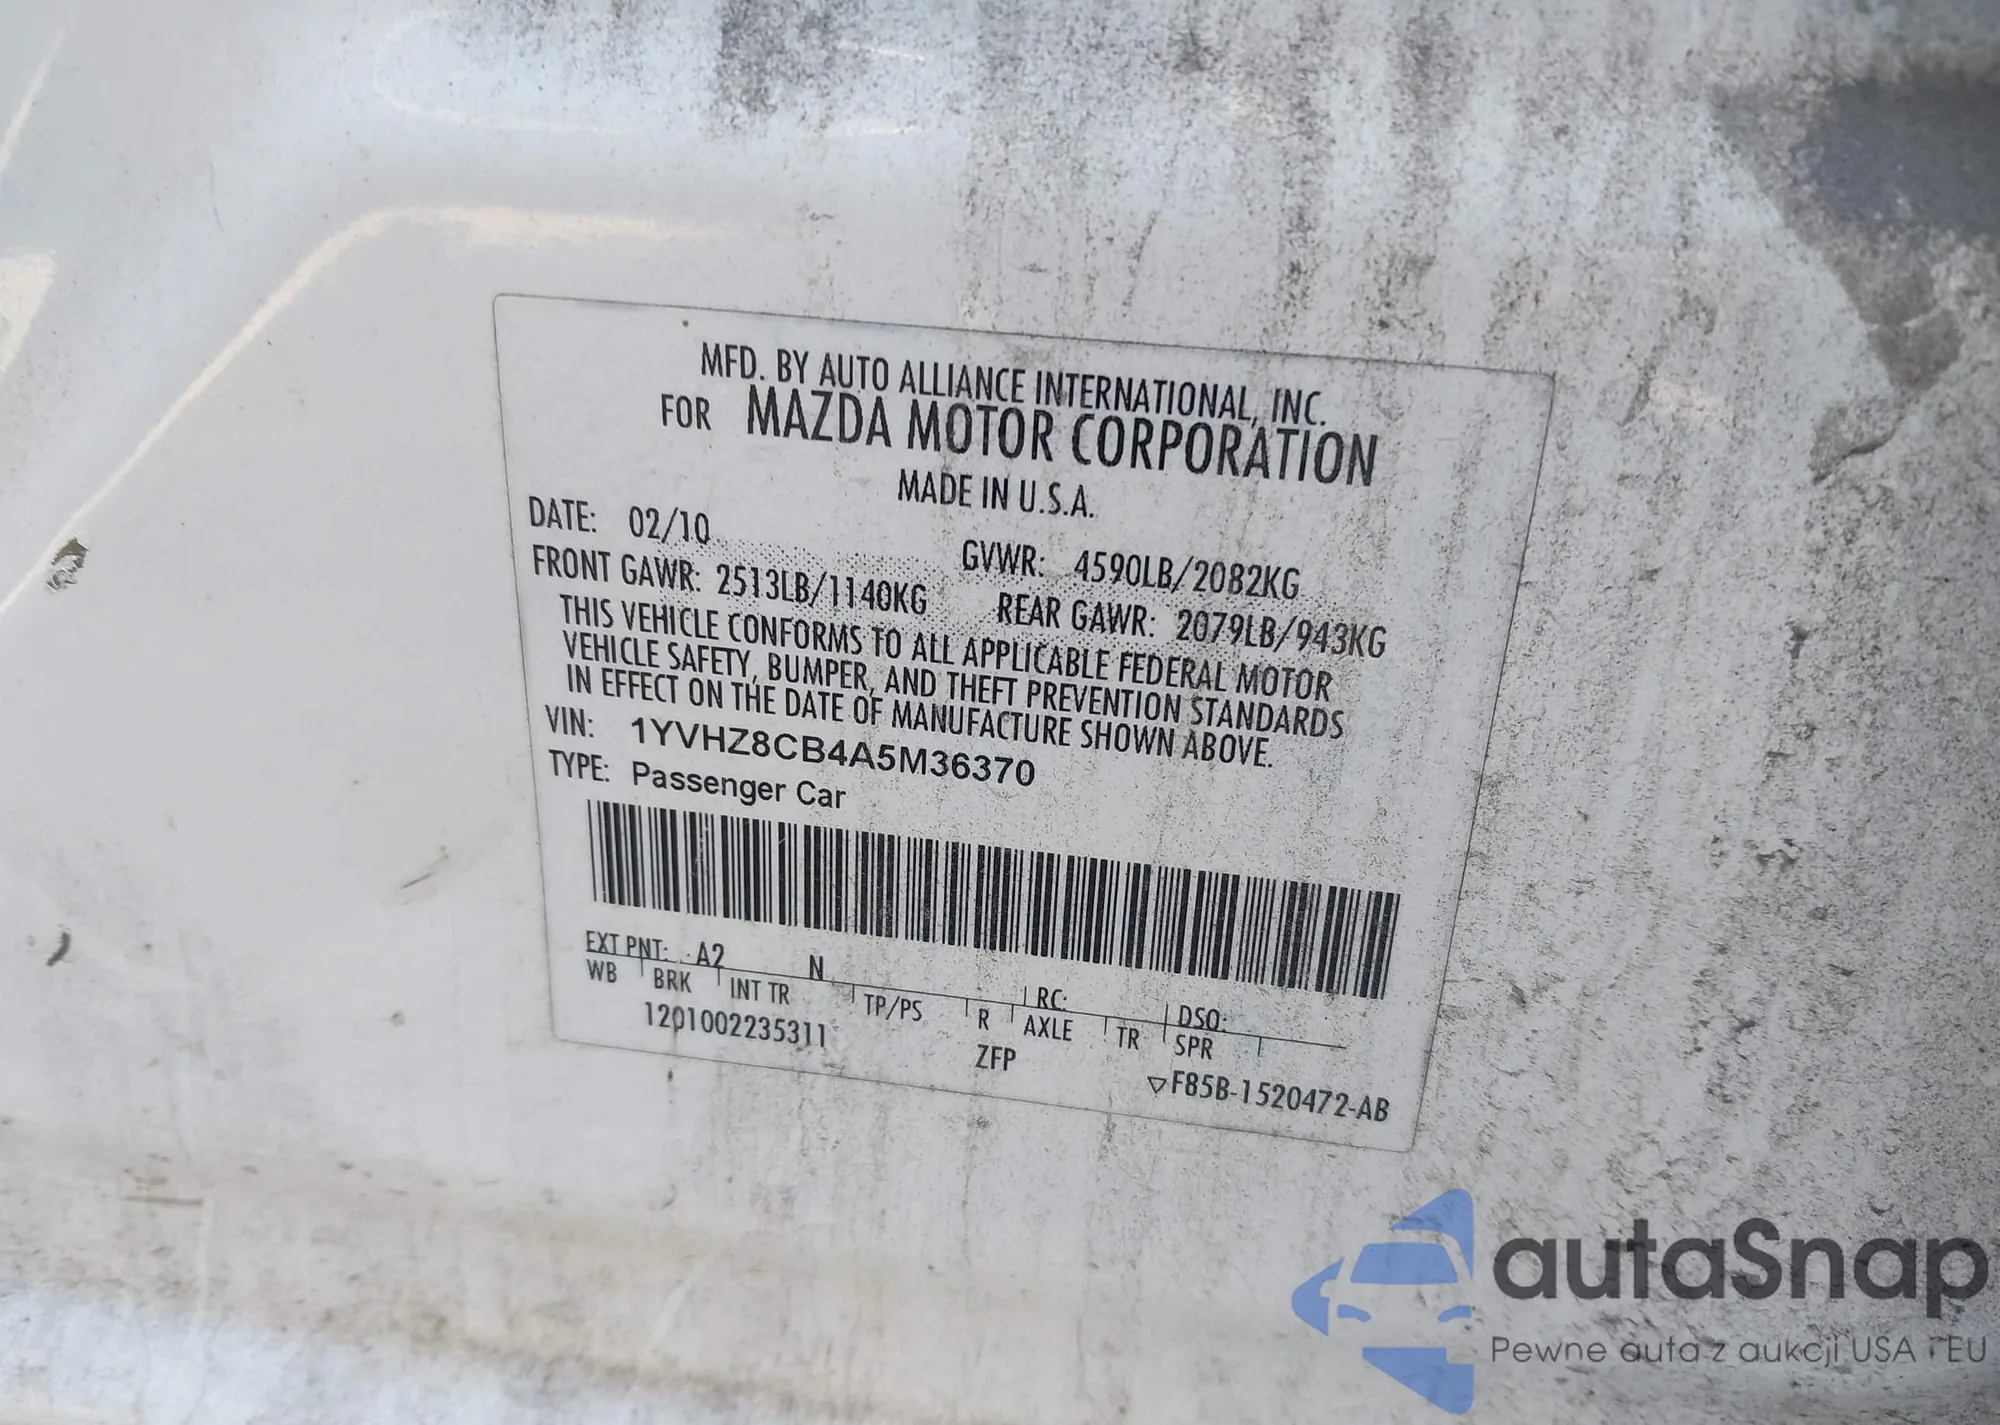 MFD. BY AUTO ALLIANCE INTERNATIONAL, INC.
FOR MAZDA MOTOR CORPORATION
MADE IN U.S.A.
DATE: 02/10 GVWR: 4590LB/2082KG
FRONT GAWR: 2513LB/1140KG REAR GAWR: 2079LB/943KG
THIS VEHICLE CONFORMS TO ALL APPLICABLE FEDERAL MOTOR
VEHICLE SAFETY, BUMPER, AND THEFT PREVENTION STANDARDS
IN EFFECT ON THE DATE OF MANUFACTURE SHOWN ABOVE.
VIN: 1YVHZ8CB4A5M36370
TYPE: Passenger Car
EXT PNT: A2 N RC: DSO:
WB BRK INT TR TP/PS R AXLE TR SPR
1201002235311 ZFP ▽F85B-1520472-AB
autaSnap
Pewne auta z aukcji USA i EU